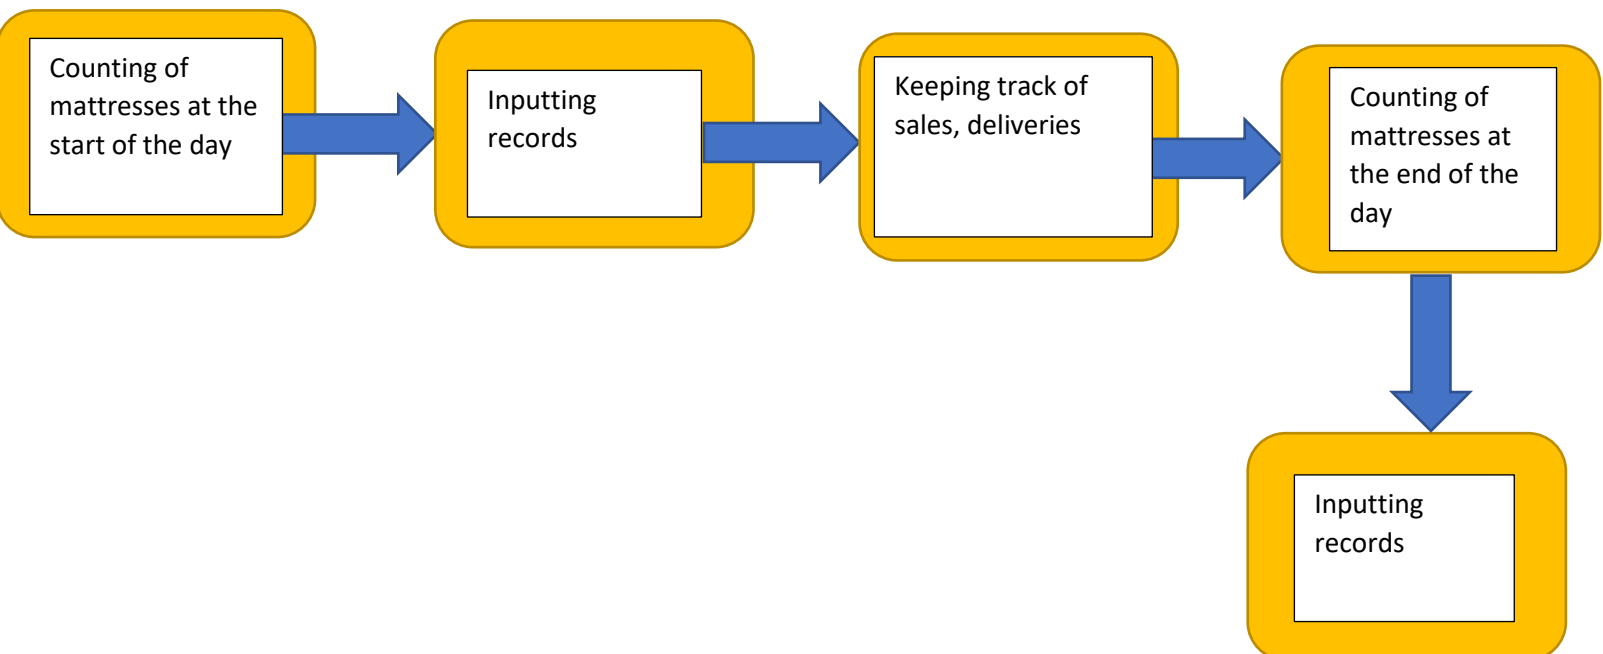 Counting of
mattresses at the
start of the day
Inputting
records
Keeping track of
sales, deliveries
Counting of
mattresses at
the end of the
day
Inputting
records